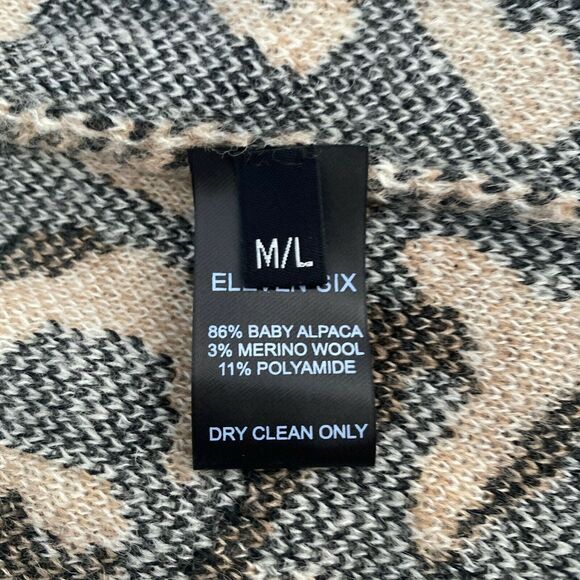 M/L
ELEVEN SIX
86% BABY ALPACA
3% MERINO WOOL
11% POLYAMIDE
DRY CLEAN ONLY